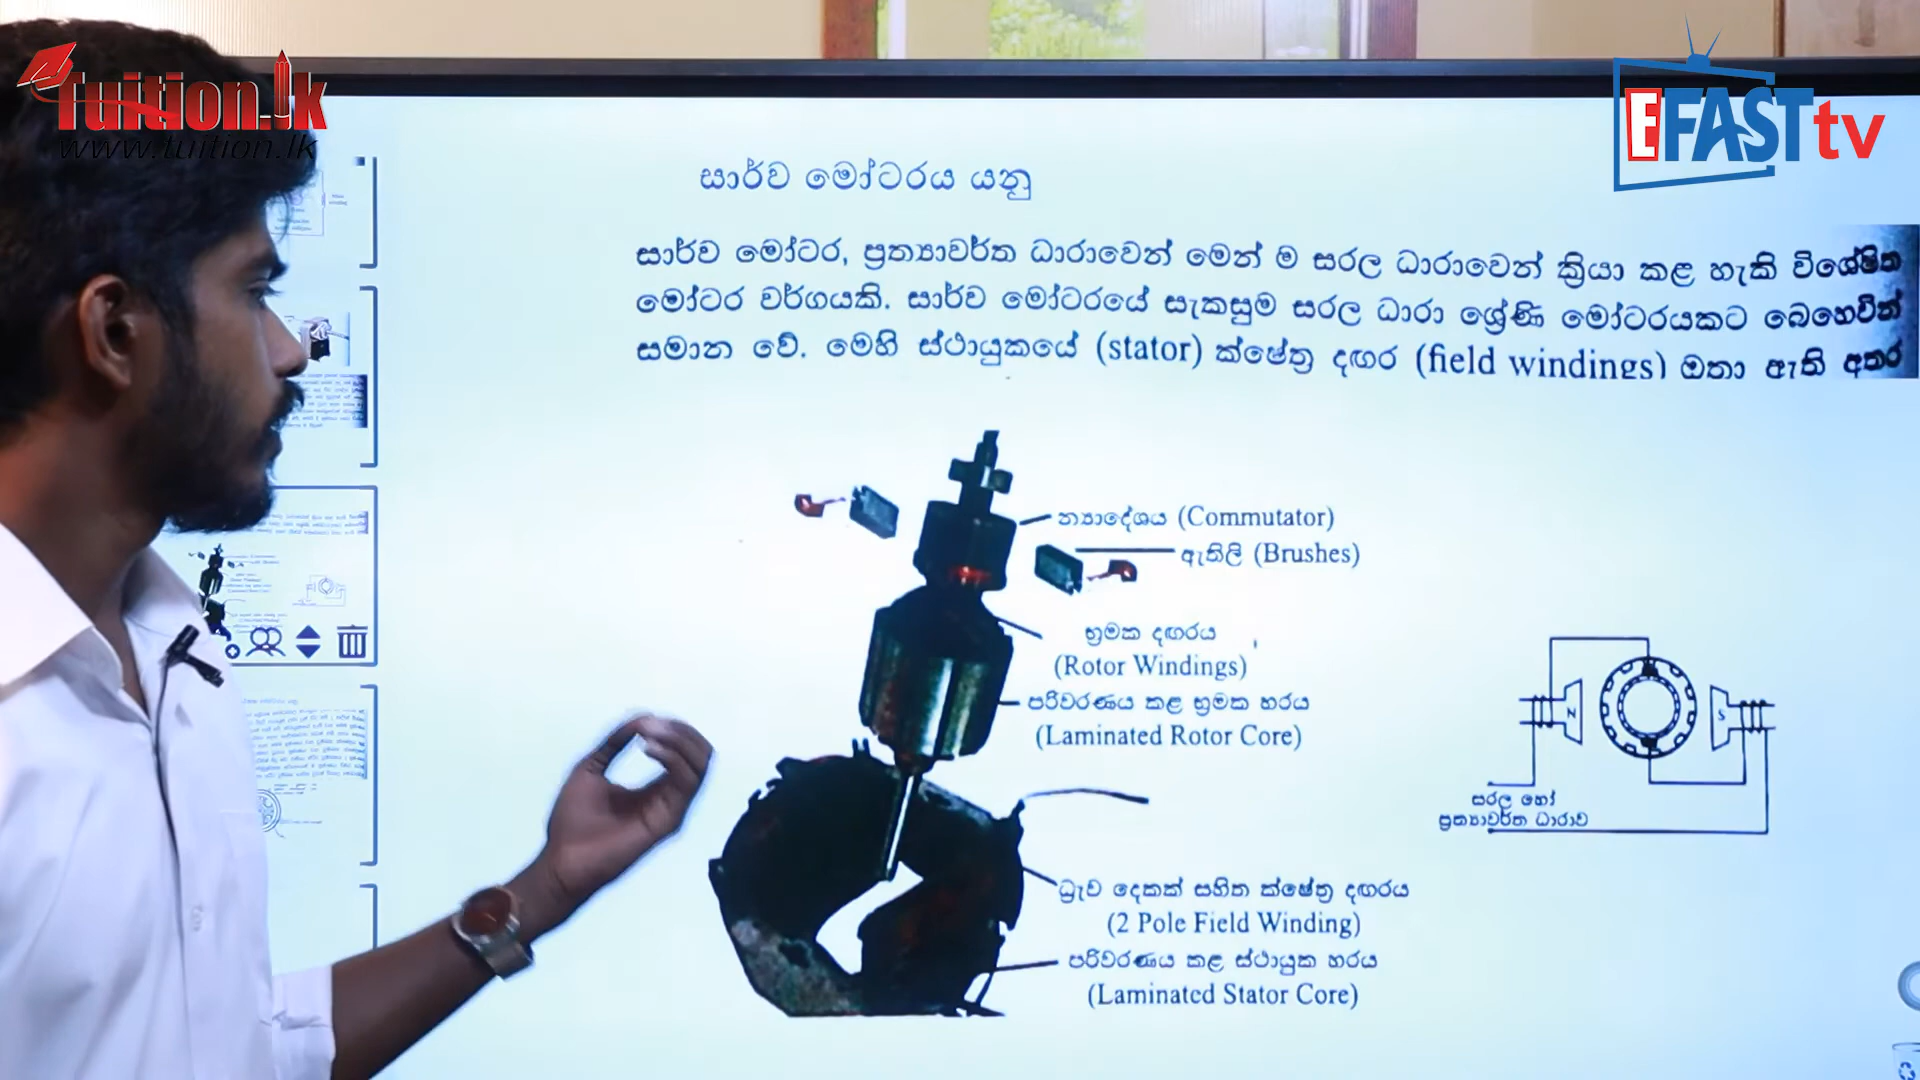 tuition.lk
www.tuition.lk
EFAST tv
සාර්ව මෝටරය යනු
සාර්ව මෝටර, ප්‍රත්‍යාවර්ත ධාරාවෙන් මෙන් ම සරල ධාරාවෙන් ක්‍රියා කළ හැකි විශේෂිත
මෝටර වර්ගයකි. සාර්ව මෝටරයේ සැකසුම සරල ධාරා ශ්‍රේණි මෝටරයකට බෙහෙවින්
සමාන වේ. මෙහි ස්ථායුකයේ (stator) ක්ෂේත්‍ර දඟර (field windings) ඔතා ඇති අතර
න්‍යාදේශය (Commutator)
ඇතිලි (Brushes)
භ්‍රමක දඟරය
(Rotor Windings)
පරිවරණය කළ භ්‍රමක හරය
(Laminated Rotor Core)
N
S
සරල හෝ
ප්‍රත්‍යාවර්ත ධාරාව
ධ්‍රැව දෙකක් සහිත ක්ෂේත්‍ර දඟරය
(2 Pole Field Winding)
පරිවරණය කළ ස්ථායුක හරය
(Laminated Stator Core)